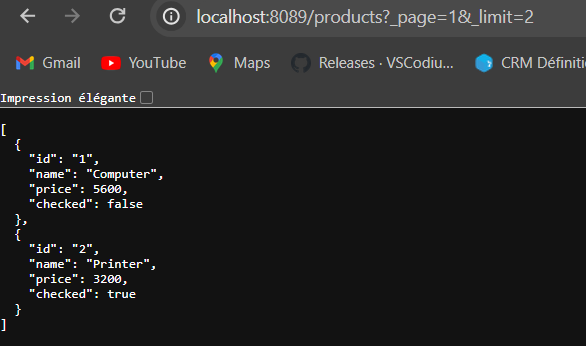 localhost:8089/products?_page=1&_limit=2
Gmail YouTube Maps Releases · VSCodiu... CRM Définiti
Impression élégante
[
  {
    "id": "1",
    "name": "Computer",
    "price": 5600,
    "checked": false
  },
  {
    "id": "2",
    "name": "Printer",
    "price": 3200,
    "checked": true
  }
]